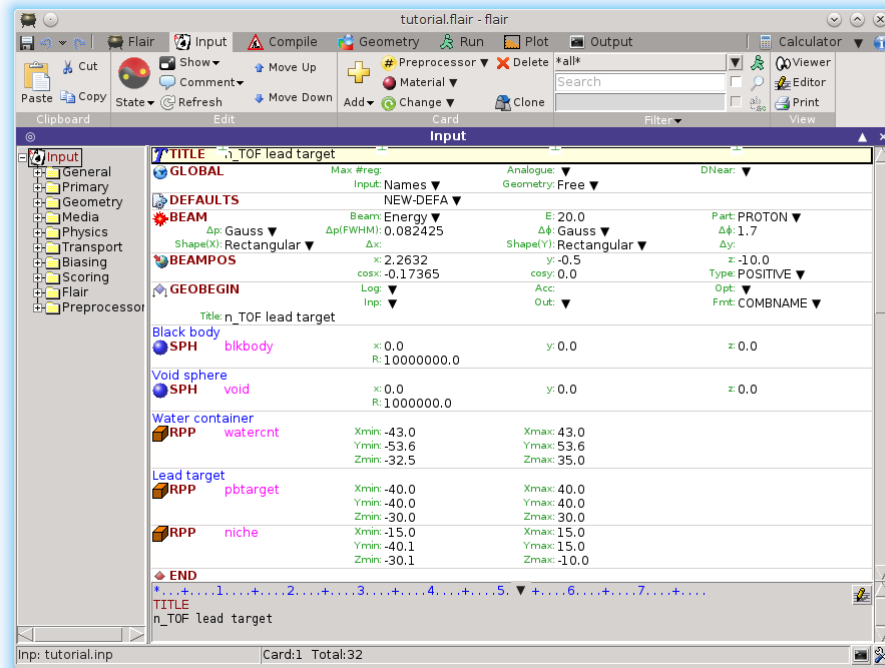 tutorial.flair - flair
Flair Input Compile Geometry Run Plot Output Calculator
Paste Cut Copy
Clipboard
State Show Comment Refresh Move Up Move Down
Edit
Add Preprocessor Material Change Delete Clone
Card
*all*
Search
Filter
Viewer
Editor
Print
View
Input
Input
General
Primary
Geometry
Media
Physics
Transport
Biasing
Scoring
Flair
Preprocessor
TITLE n_TOF lead target
GLOBAL Max #reg: Analogue: DNear:
Input: Names Geometry: Free
DEFAULTS NEW-DEFA
BEAM Beam: Energy E: 20.0 Part: PROTON
Δp: Gauss Δp(FWHM): 0.082425 Δϕ: Gauss Δϕ: 1.7
Shape(X): Rectangular Δx: Shape(Y): Rectangular Δy:
BEAMPOS x: 2.2632 y: -0.5 z: -10.0
cosx: -0.17365 cosy: 0.0 Type: POSITIVE
GEOBEGIN Log: Acc: Opt:
Inp: Out: Fmt: COMBNAME
Title: n_TOF lead target
Black body
SPH blkbody x: 0.0 y: 0.0 z: 0.0
R: 10000000.0
Void sphere
SPH void x: 0.0 y: 0.0 z: 0.0
R: 1000000.0
Water container
RPP watercnt Xmin: -43.0 Xmax: 43.0
Ymin: -53.6 Ymax: 53.6
Zmin: -32.5 Zmax: 35.0
Lead target
RPP pbtarget Xmin: -40.0 Xmax: 40.0
Ymin: -40.0 Ymax: 40.0
Zmin: -30.0 Zmax: 30.0
RPP niche Xmin: -15.0 Xmax: 15.0
Ymin: -40.1 Ymax: 15.0
Zmin: -30.1 Zmax: -10.0
END
*...+....1....+....2....+....3....+....4....+....5. +....6....+....7....+....
TITLE
n_TOF lead target
Inp: tutorial.inp Card:1 Total:32